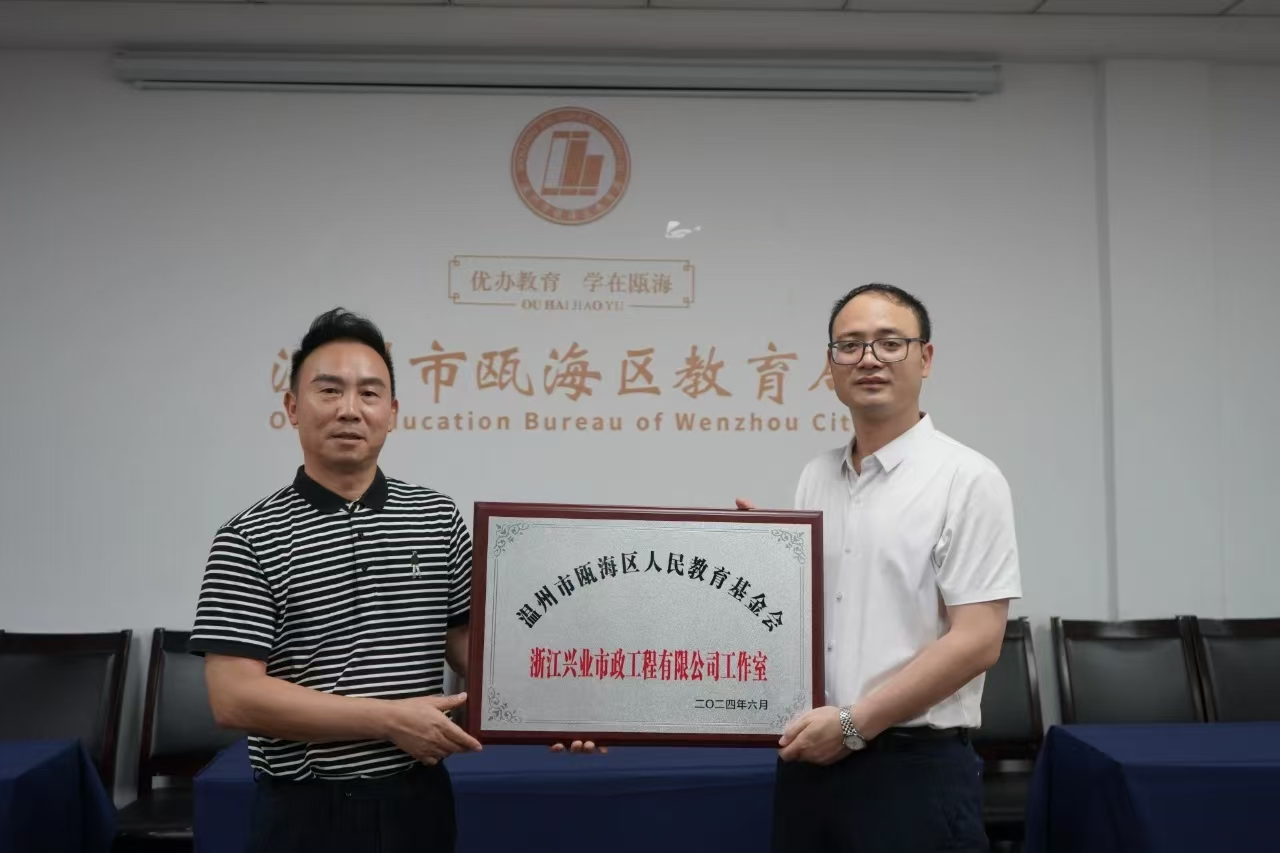 优办教育 学在瓯海
OU HAI HAO YU
市瓯海区教育
Education Bureau of Wenzhou Cit
温州市瓯海区人民教育基金会
浙江兴业市政工程有限公司工作室
二〇二四年六月